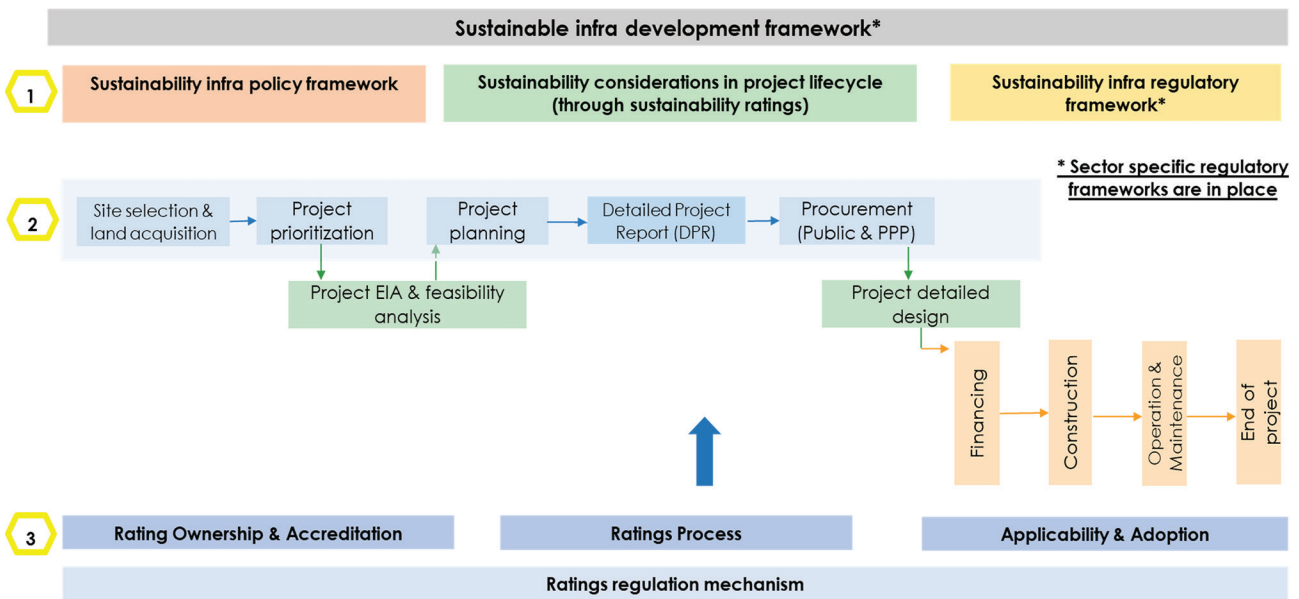 Sustainable infra development framework*
1
Sustainability infra policy framework
Sustainability considerations in project lifecycle
(through sustainability ratings)
Sustainability infra regulatory
framework*
* Sector specific regulatory
frameworks are in place
2
Site selection &
land acquisition
Project
prioritization
Project
planning
Detailed Project
Report (DPR)
Procurement
(Public & PPP)
Project EIA & feasibility
analysis
Project detailed
design
Financing
Construction
Operation &
Maintenance
End of
project
3
Rating Ownership & Accreditation
Ratings Process
Applicability & Adoption
Ratings regulation mechanism